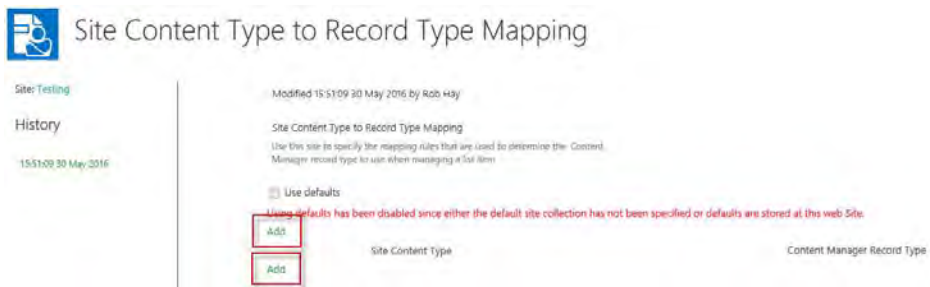 Site Content Type to Record Type Mapping
Site: Testing
History
15:51:09 30 May 2016
Modified 15:51:09 30 May 2016 by Rob Hay
Site Content Type to Record Type Mapping
Use this site to specify the mapping rules that are used to determine the Content
Manager record type to use when managing a list item
Use defaults
Using defaults has been disabled since either the default site collection has not been specified or defaults are stored at this web Site.
Add
Site Content Type Content Manager Record Type
Add